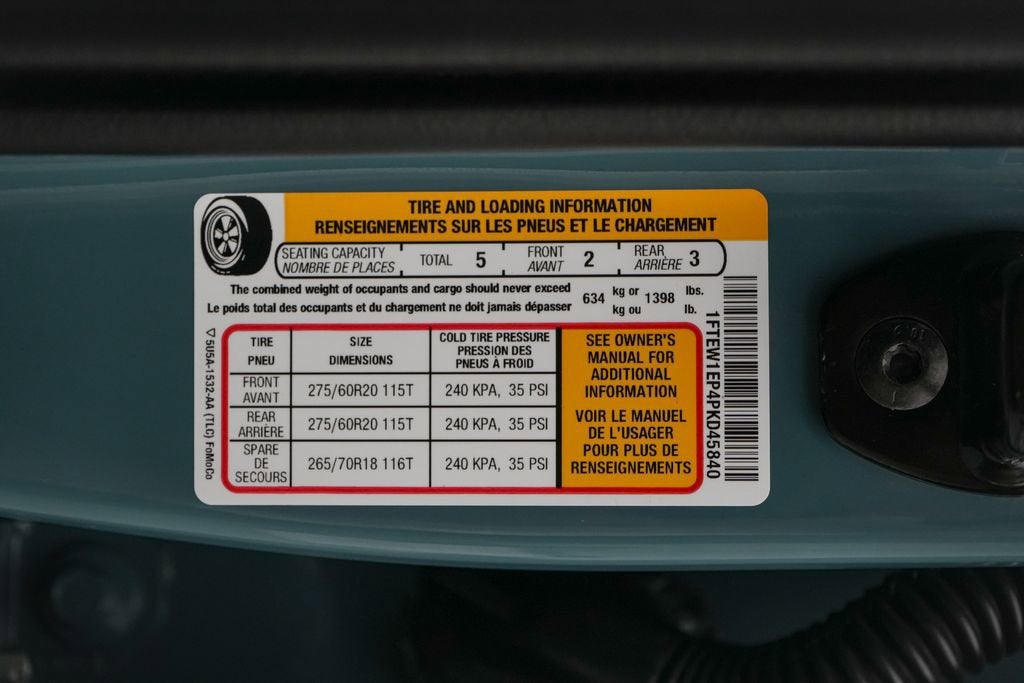 TIRE AND LOADING INFORMATION
RENSEIGNEMENTS SUR LES PNEUS ET LE CHARGEMENT
SEATING CAPACITY
NOMBRE DE PLACES
TOTAL 5
FRONT
AVANT 2
REAR
ARRIÈRE 3
The combined weight of occupants and cargo should never exceed
Le poids total des occupants et du chargement ne doit jamais dépasser
634 kg or 1398 lbs.
kg ou lb.
TIRE
PNEU
SIZE
DIMENSIONS
COLD TIRE PRESSURE
PRESSION DES
PNEUS À FROID
FRONT
AVANT
275/60R20 115T
240 KPA, 35 PSI
REAR
ARRIÈRE
275/60R20 115T
240 KPA, 35 PSI
SPARE
DE
SECOURS
265/70R18 116T
240 KPA, 35 PSI
SEE OWNER'S
MANUAL FOR
ADDITIONAL
INFORMATION
VOIR LE MANUEL
DE L'USAGER
POUR PLUS DE
RENSEIGNEMENTS
▽ 5U5A-1532-AA (TLC) FoMoCo
1FTEW1EP4PKD45840